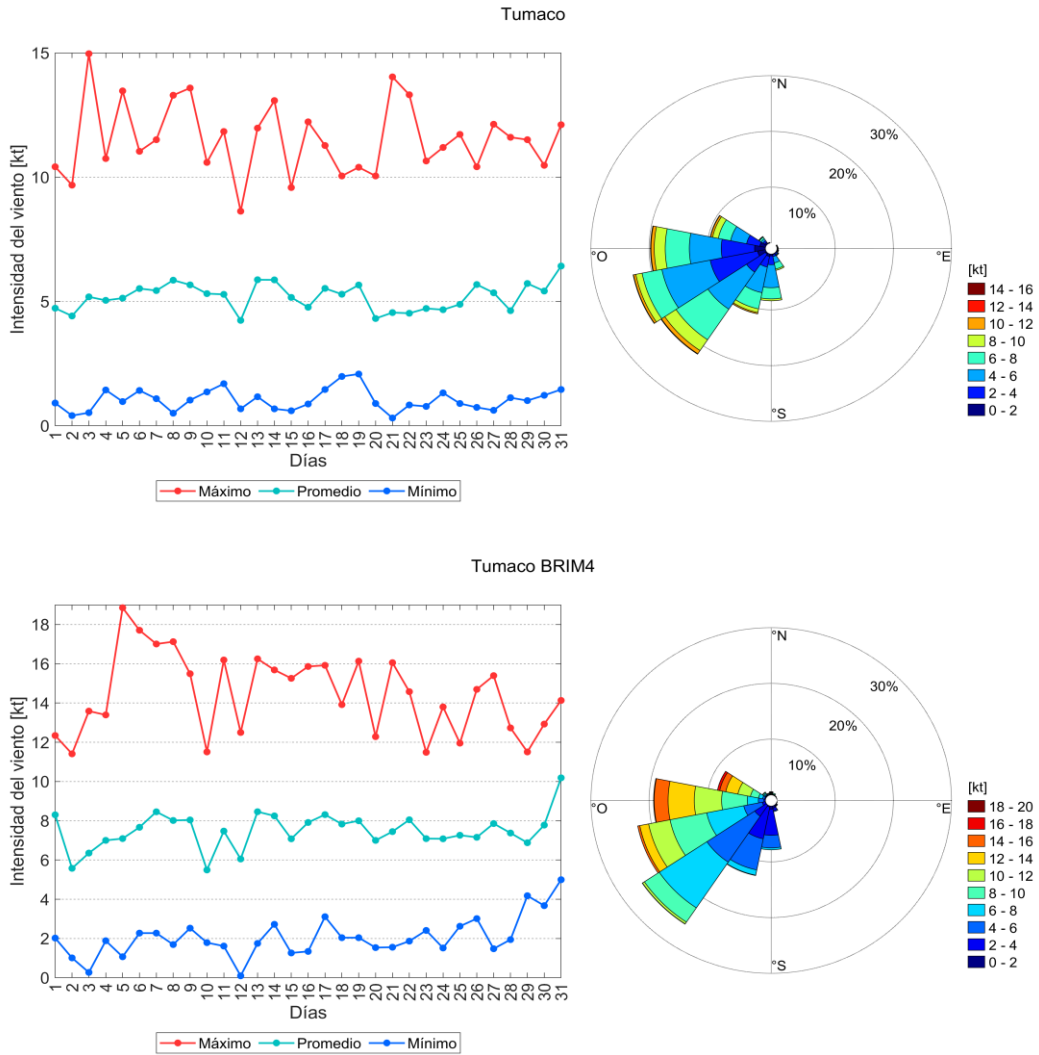 Tumaco
Intensidad del viento [kt]
15
10
5
0
1 2 3 4 5 6 7 8 9 10 11 12 13 14 15 16 17 18 19 20 21 22 23 24 25 26 27 28 29 30 31
Días
Máximo Promedio Mínimo
°N
30%
20%
10%
°O
°E
°S
[kt]
14 - 16
12 - 14
10 - 12
8 - 10
6 - 8
4 - 6
2 - 4
0 - 2
Tumaco BRIM4
Intensidad del viento [kt]
18
16
14
12
10
8
6
4
2
0
1 2 3 4 5 6 7 8 9 10 11 12 13 14 15 16 17 18 19 20 21 22 23 24 25 26 27 28 29 30 31
Días
Máximo Promedio Mínimo
°N
30%
20%
10%
°O
°E
°S
[kt]
18 - 20
16 - 18
14 - 16
12 - 14
10 - 12
8 - 10
6 - 8
4 - 6
2 - 4
0 - 2